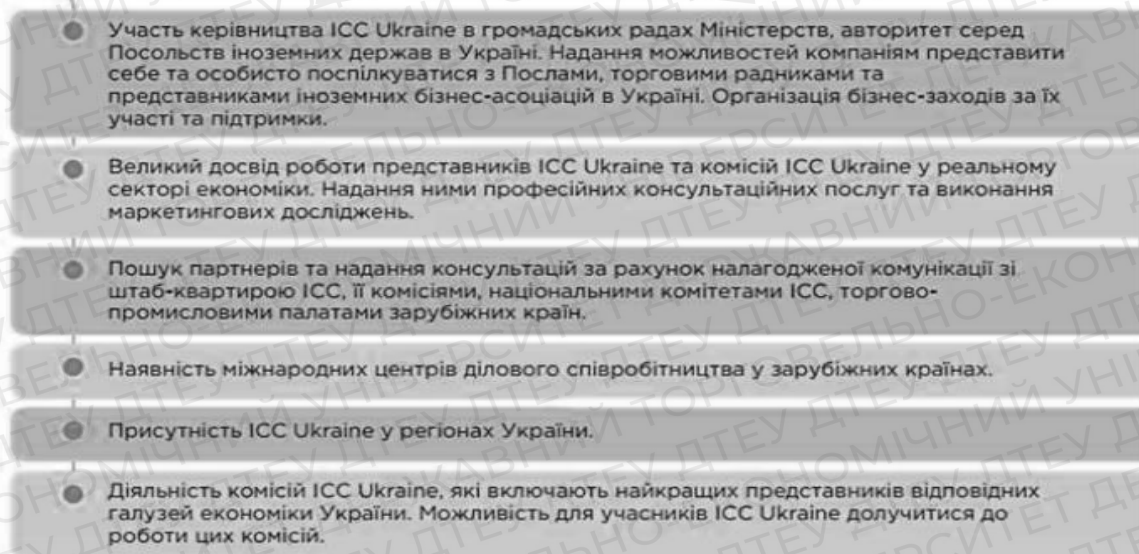 Участь керівництва ICC Ukraine в громадських радах Міністерств, авторитет серед
Посольств іноземних держав в Україні. Надання можливостей компаніям представити
себе та особисто поспілкуватися з Послами, торговими радниками та
представниками іноземних бізнес-асоціацій в Україні. Організація бізнес-заходів за їх
участі та підтримки.
Великий досвід роботи представників ICC Ukraine та комісій ICC Ukraine у реальному
секторі економіки. Надання ними професійних консультаційних послуг та виконання
маркетингових досліджень.
Пошук партнерів та надання консультацій за рахунок налагодженої комунікації зі
штаб-квартирою ICC, її комісіями, національними комітетами ICC, торгово-
промисловими палатами зарубіжних країн.
Наявність міжнародних центрів ділового співробітництва у зарубіжних країнах.
Присутність ICC Ukraine у регіонах України.
Діяльність комісій ICC Ukraine, які включають найкращих представників відповідних
галузей економіки України. Можливість для учасників ICC Ukraine долучитися до
роботи цих комісій.